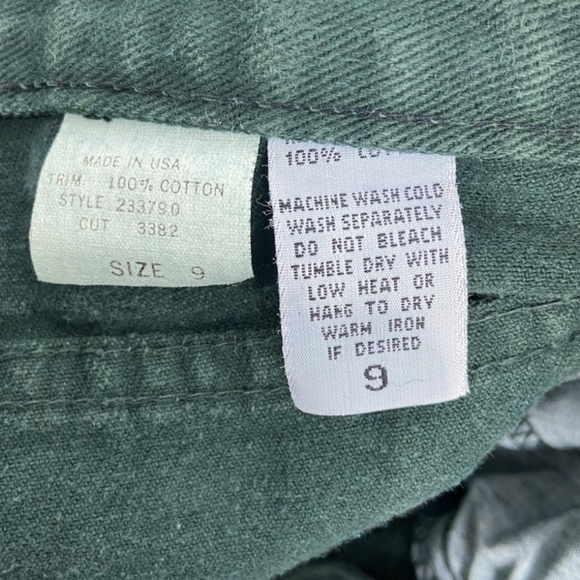 MADE IN USA
TRIM: 100% COTTON
STYLE 233790
CUT 3382
SIZE 9
100%
MACHINE WASH COLD
WASH SEPARATELY
DO NOT BLEACH
TUMBLE DRY WITH
LOW HEAT OR
HANG TO DRY
WARM IRON
IF DESIRED
9